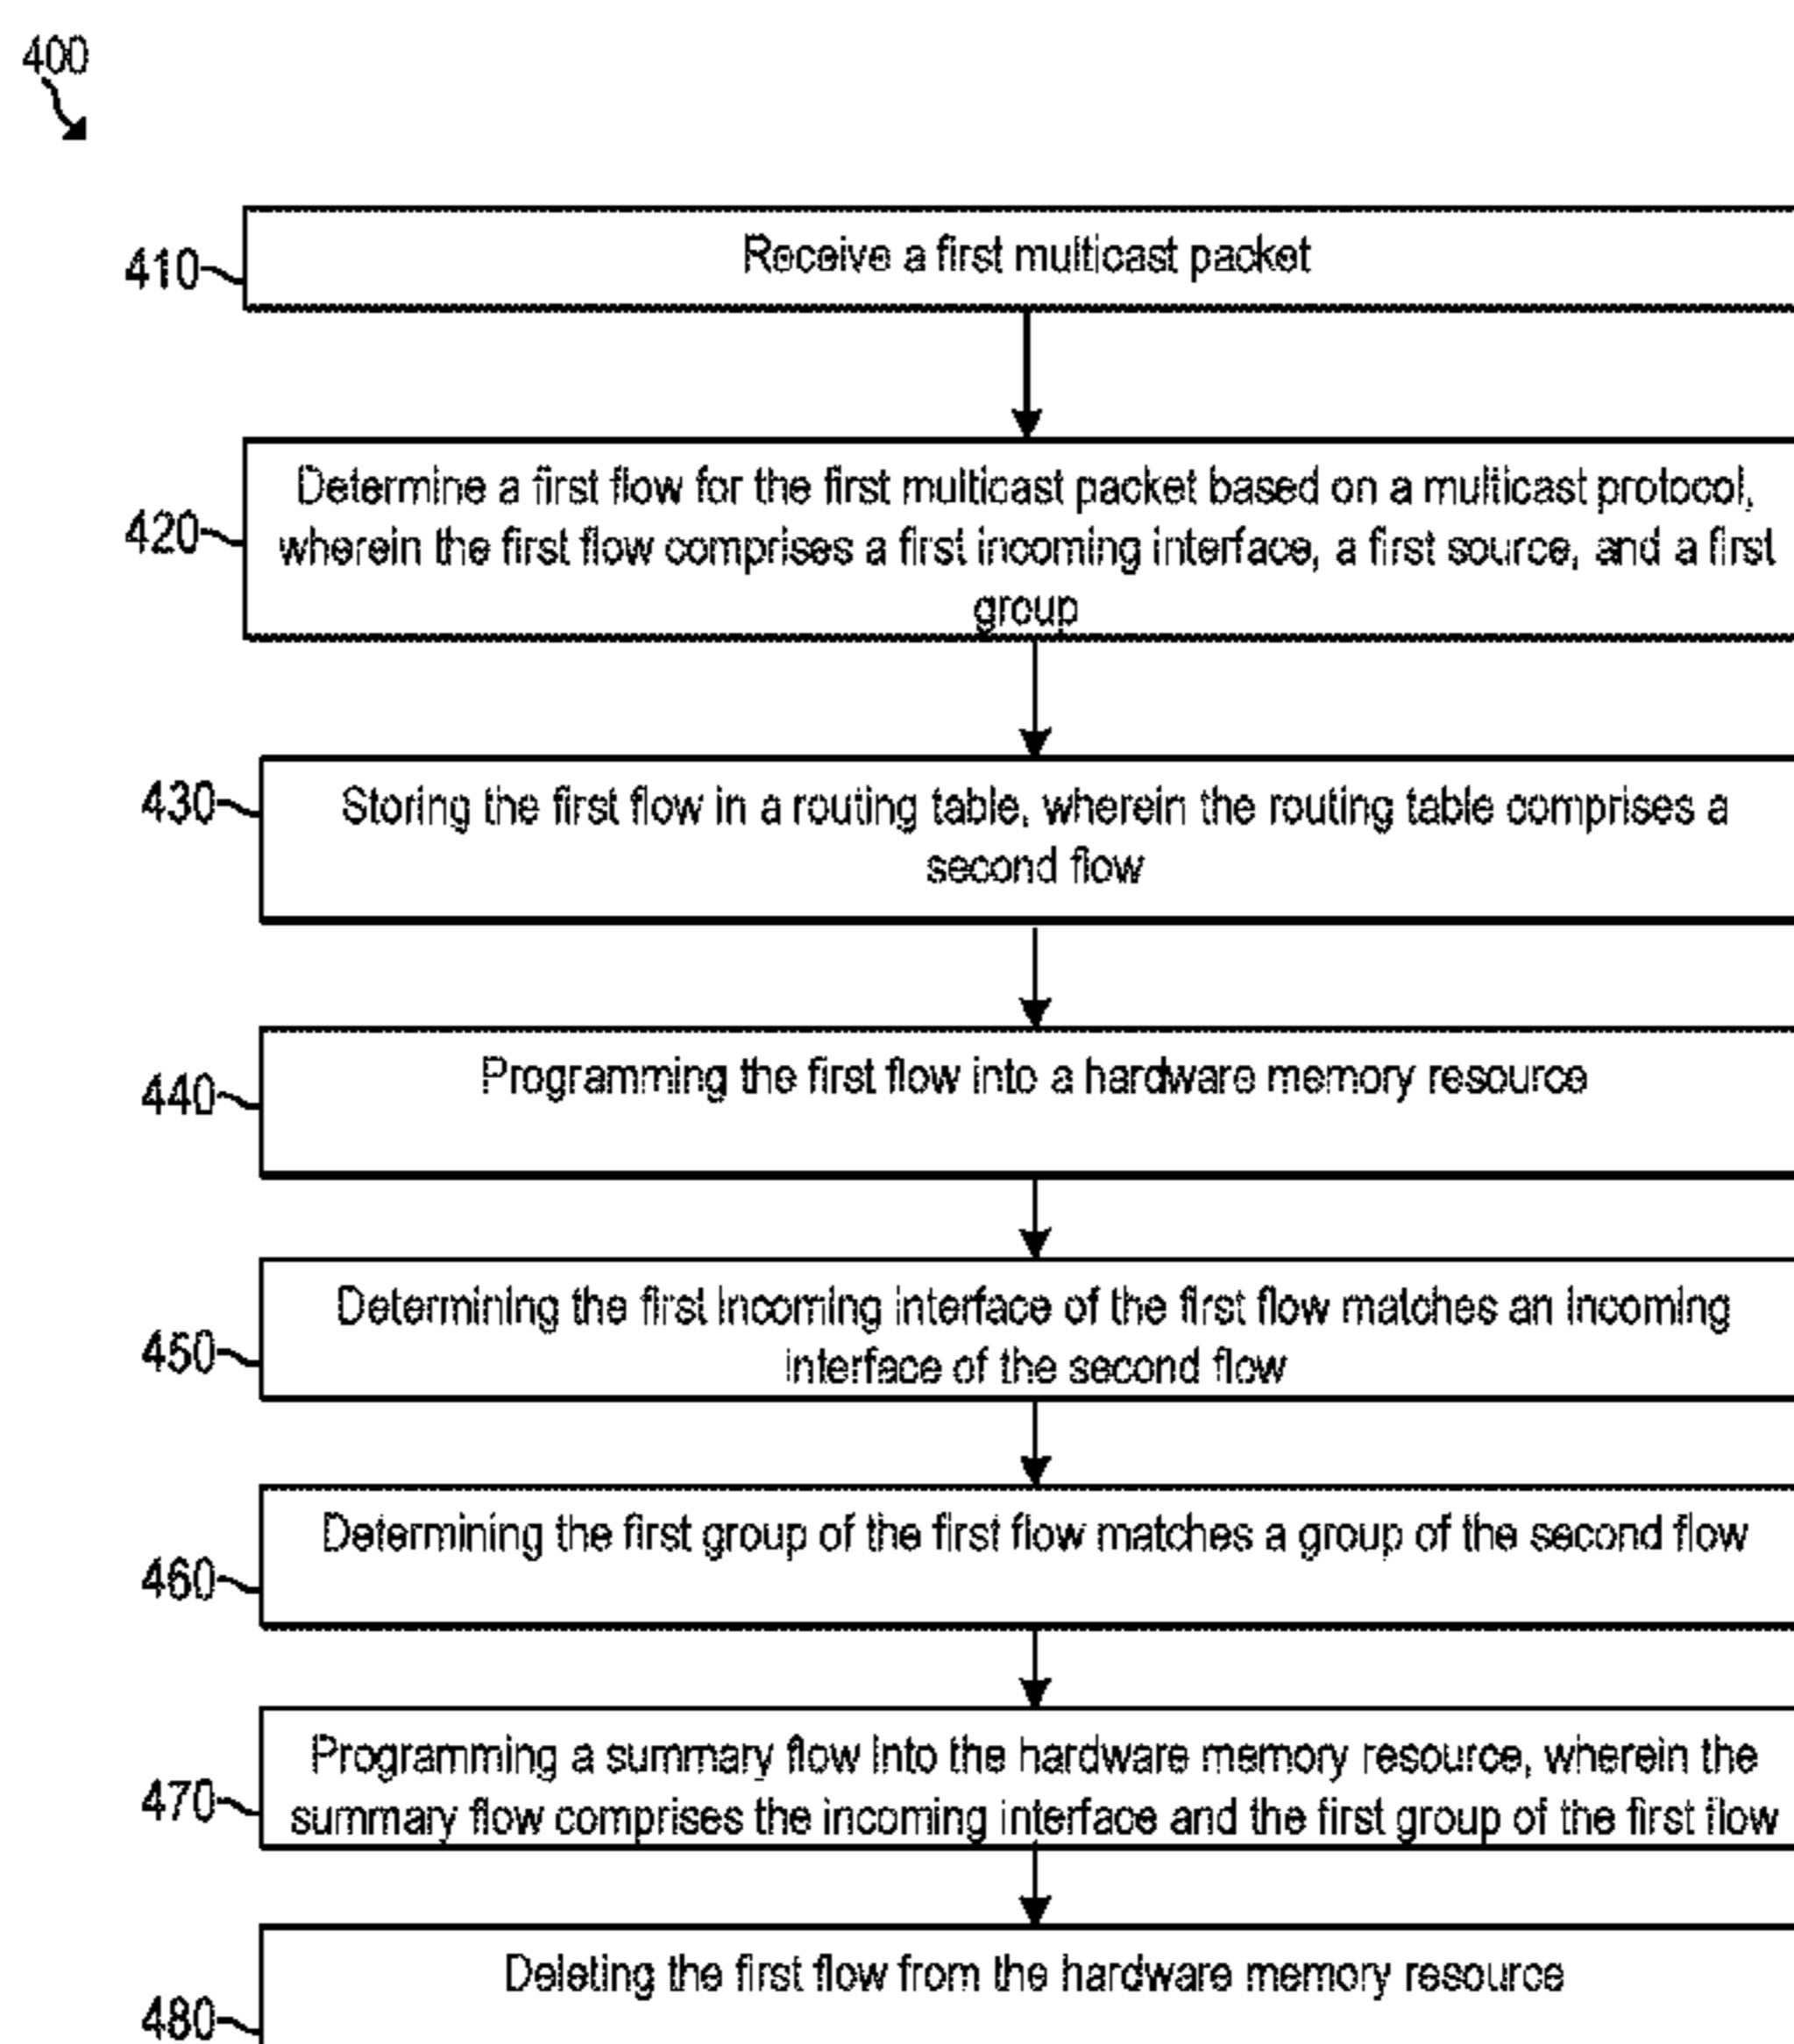 400
410
Receive a first multicast packet
420
Determine a first flow for the first multicast packet based on a multicast protocol,
wherein the first flow comprises a first incoming interface, a first source, and a first
group
430
Storing the first flow in a routing table, wherein the routing table comprises a
second flow
440
Programming the first flow into a hardware memory resource
450
Determining the first incoming interface of the first flow matches an incoming
interface of the second flow
460
Determining the first group of the first flow matches a group of the second flow
470
Programming a summary flow into the hardware memory resource, wherein the
summary flow comprises the incoming interface and the first group of the first flow
480
Deleting the first flow from the hardware memory resource